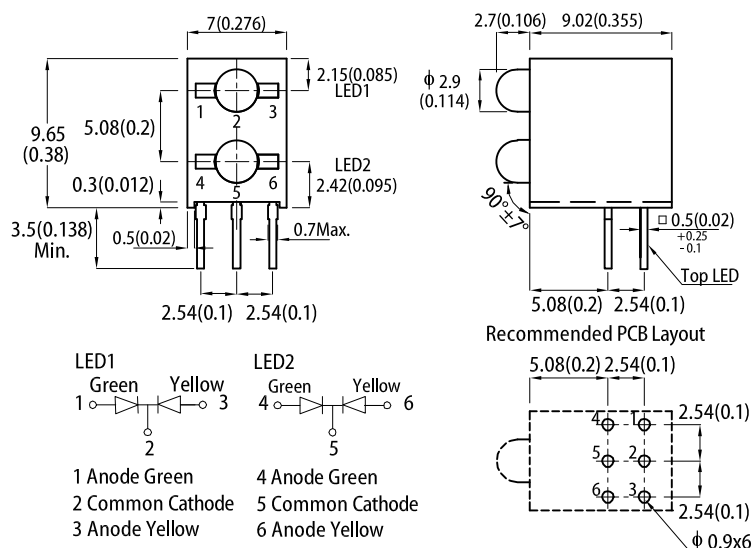 7(0.276)
2.15(0.085)
LED1
1 3
2
9.65
(0.38)
5.08(0.2)
LED2
2.42(0.095)
4 6
5
0.3(0.012)
3.5(0.138)
Min.
0.5(0.02)
0.7Max.
2.54(0.1) 2.54(0.1)
2.7(0.106) 9.02(0.355)
ϕ 2.9
(0.114)
90°±7°
□ 0.5(0.02)
+0.25
-0.1
Top LED
5.08(0.2) 2.54(0.1)
Recommended PCB Layout
5.08(0.2) 2.54(0.1)
2.54(0.1)
4 1
5 2
6 3
2.54(0.1)
ϕ 0.9x6
LED1
Green Yellow
1 3
2
1 Anode Green
2 Common Cathode
3 Anode Yellow
LED2
Green Yellow
4 6
5
4 Anode Green
5 Common Cathode
6 Anode Yellow